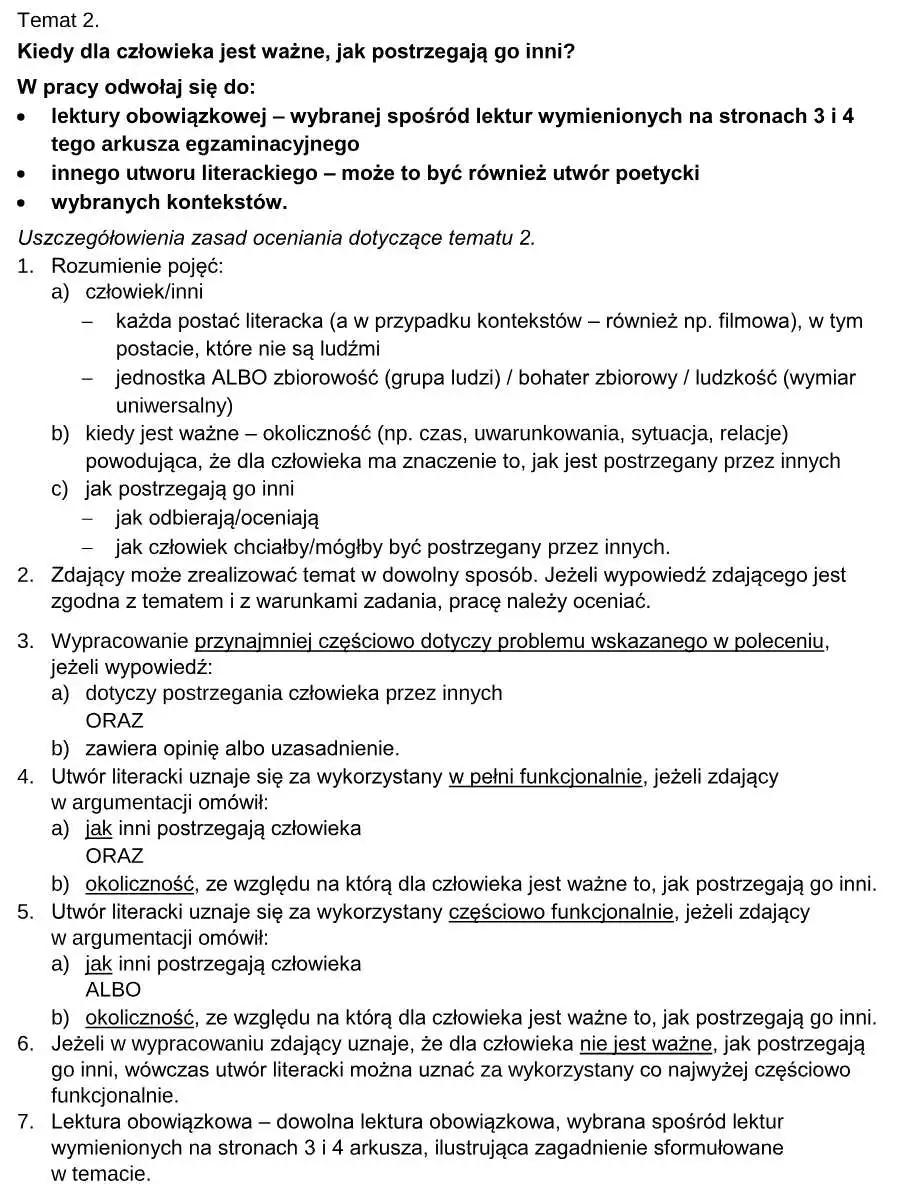 Temat 2.
Kiedy dla człowieka jest ważne, jak postrzegają go inni?
W pracy odwołaj się do:
• lektury obowiązkowej – wybranej spośród lektur wymienionych na stronach 3 i 4
tego arkusza egzaminacyjnego
• innego utworu literackiego – może to być również utwór poetycki
• wybranych kontekstów.
Uszczegółowienia zasad oceniania dotyczące tematu 2.
1. Rozumienie pojęć:
a) człowiek/inni
– każda postać literacka (a w przypadku kontekstów – również np. filmowa), w tym
postacie, które nie są ludźmi
– jednostka ALBO zbiorowość (grupa ludzi) / bohater zbiorowy / ludzkość (wymiar
uniwersalny)
b) kiedy jest ważne – okoliczność (np. czas, uwarunkowania, sytuacja, relacje)
powodująca, że dla człowieka ma znaczenie to, jak jest postrzegany przez innych
c) jak postrzegają go inni
– jak odbierają/oceniają
– jak człowiek chciałby/mógłby być postrzegany przez innych.
2. Zdający może zrealizować temat w dowolny sposób. Jeżeli wypowiedź zdającego jest
zgodna z tematem i z warunkami zadania, pracę należy oceniać.
3. Wypracowanie przynajmniej częściowo dotyczy problemu wskazanego w poleceniu,
jeżeli wypowiedź:
a) dotyczy postrzegania człowieka przez innych
ORAZ
b) zawiera opinię albo uzasadnienie.
4. Utwór literacki uznaje się za wykorzystany w pełni funkcjonalnie, jeżeli zdający
w argumentacji omówił:
a) jak inni postrzegają człowieka
ORAZ
b) okoliczność, ze względu na którą dla człowieka jest ważne to, jak postrzegają go inni.
5. Utwór literacki uznaje się za wykorzystany częściowo funkcjonalnie, jeżeli zdający
w argumentacji omówił:
a) jak inni postrzegają człowieka
ALBO
b) okoliczność, ze względu na którą dla człowieka jest ważne to, jak postrzegają go inni.
6. Jeżeli w wypracowaniu zdający uznaje, że dla człowieka nie jest ważne, jak postrzegają
go inni, wówczas utwór literacki można uznać za wykorzystany co najwyżej częściowo
funkcjonalnie.
7. Lektura obowiązkowa – dowolna lektura obowiązkowa, wybrana spośród lektur
wymienionych na stronach 3 i 4 arkusza, ilustrująca zagadnienie sformułowane
w temacie.